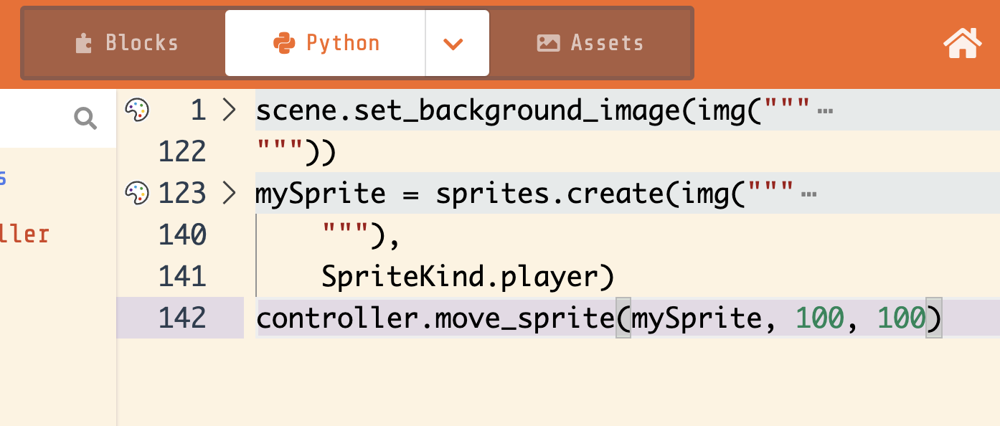 Blocks Python Assets
1 scene.set_background_image(img("""
122 """))
s
123 mySprite = sprites.create(img("""
ller
140 """),
141 SpriteKind.player)
142 controller.move_sprite(mySprite, 100, 100)